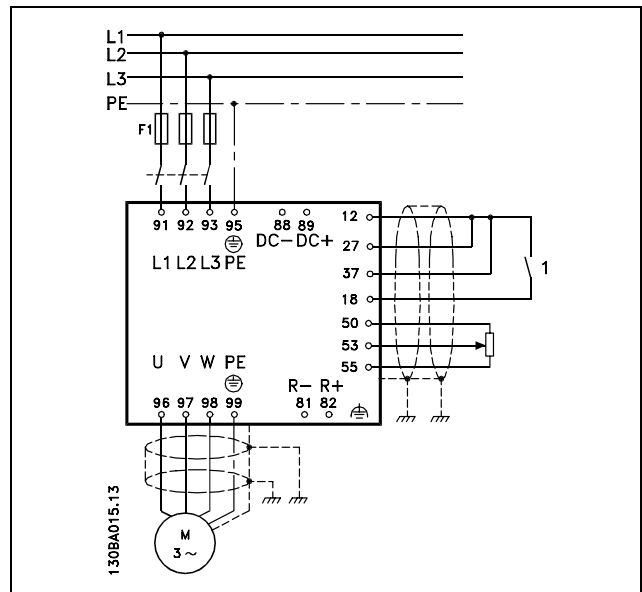 L1
L2
L3
PE
F1
91 92 93 95 88 89 12
DC- DC+
L1 L2 L3 PE
27
37
1
18
50
53
55
U V W PE
R- R+
96 97 98 99 81 82
M
3 ~
130BA015.13